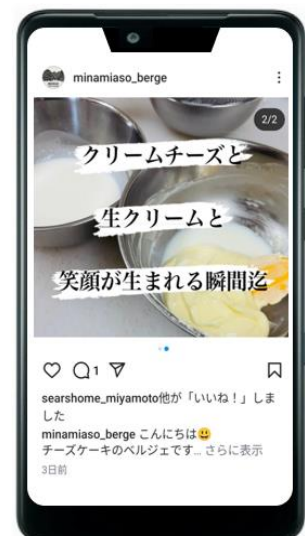 minamiaso_berge
2/2
クリームチーズと
生クリームと
笑顔が生まれる瞬間迄
1
searshome_miyamoto他が「いいね！」しま
した
minamiaso_berge こんにちは😃
チーズケーキのベルジェです... さらに表示
3日前